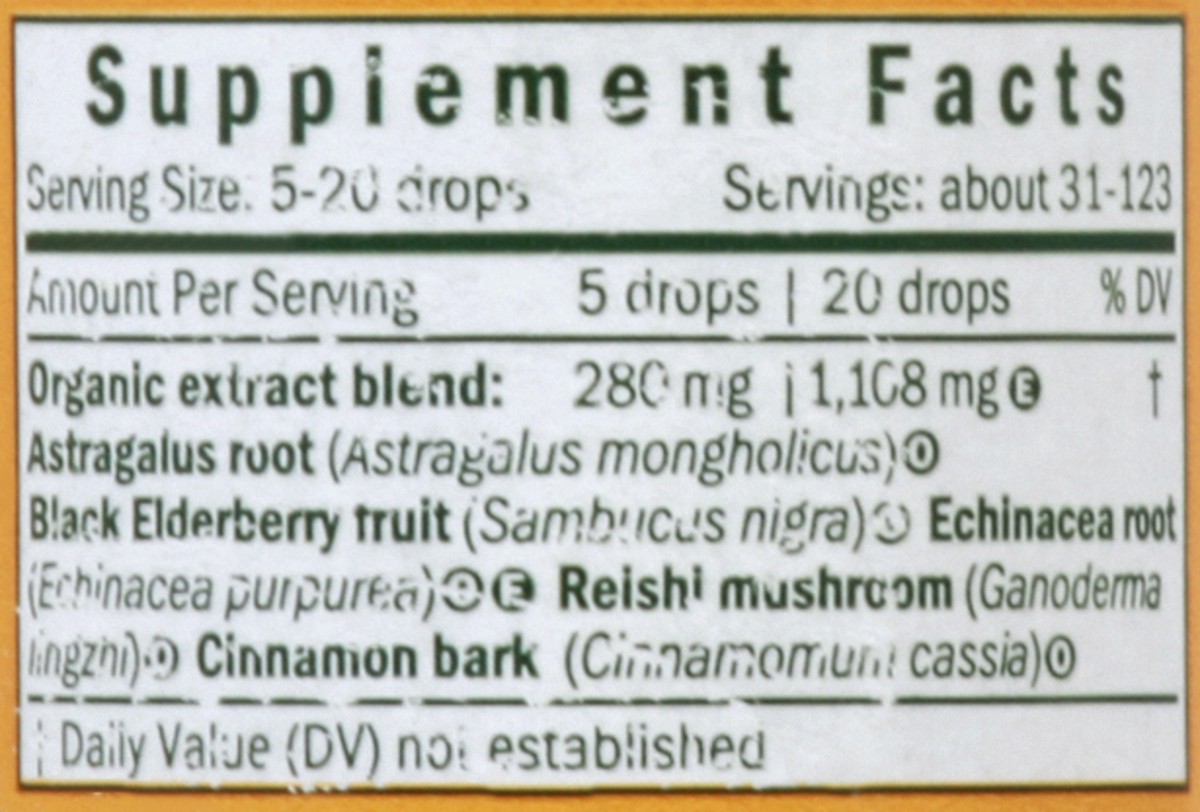 Supplement Facts
Serving Size: 5-20 drops Servings: about 31-123
Amount Per Serving 5 drops | 20 drops % DV
Organic extract blend: 280 mg | 1,108 mg Ⓔ †
Astragalus root (Astragalus mongholicus)Ⓞ
Black Elderberry fruit (Sambucus nigra)Ⓞ Echinacea root
(Echinacea purpurea)ⓄⒺ Reishi mushroom (Ganoderma
lingzhi)Ⓞ Cinnamon bark (Cinnamomum cassia)Ⓞ
† Daily Value (DV) not established